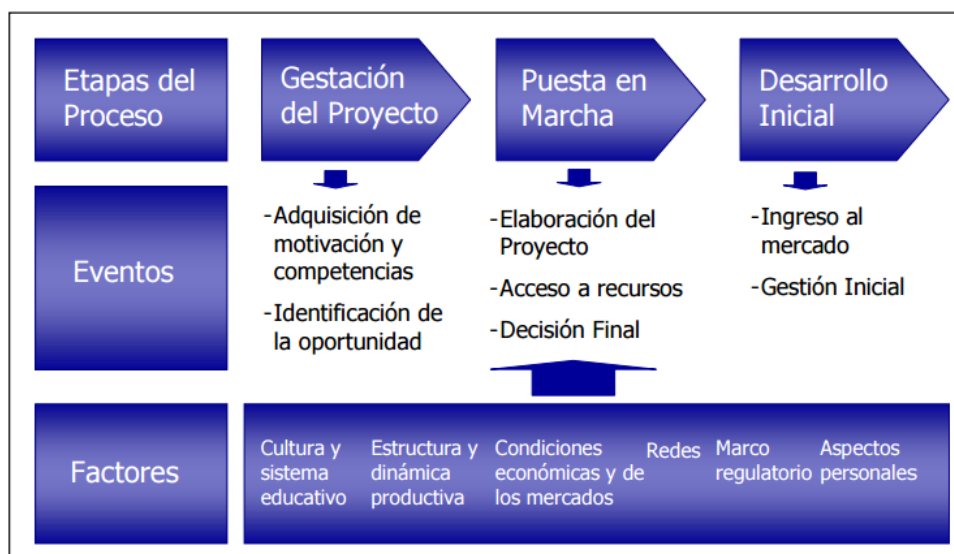 Etapas del
Proceso
Gestación
del Proyecto
Puesta en
Marcha
Desarrollo
Inicial
Eventos
-Adquisición de
motivación y
competencias
-Identificación de
la oportunidad
-Elaboración del
Proyecto
-Acceso a recursos
-Decisión Final
-Ingreso al
mercado
-Gestión Inicial
Factores
Cultura y
sistema
educativo
Estructura y
dinámica
productiva
Condiciones
económicas y de
los mercados
Redes
Marco
regulatorio
Aspectos
personales